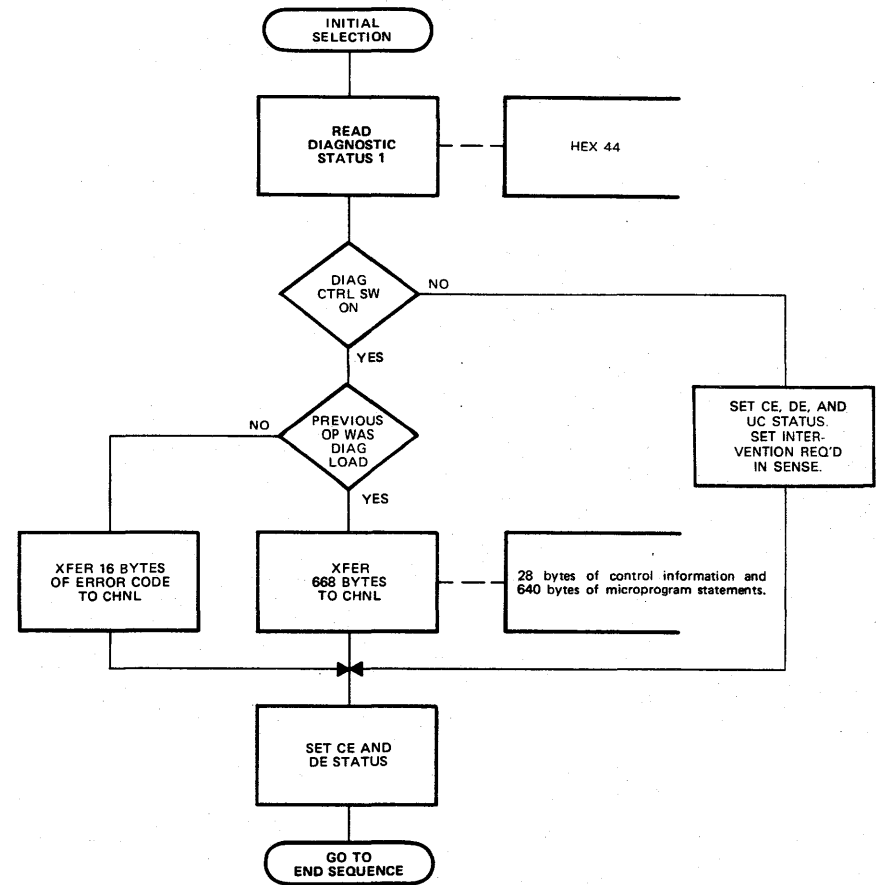 INITIAL
SELECTION
READ
DIAGNOSTIC
STATUS 1
HEX 44
DIAG
CTRL SW
ON
NO
YES
PREVIOUS
OP WAS
DIAG
LOAD
NO
YES
SET CE, DE, AND
UC STATUS.
SET INTER-
VENTION REQ'D
IN SENSE.
XFER 16 BYTES
OF ERROR CODE
TO CHNL
XFER
668 BYTES
TO CHNL
28 bytes of control information and
640 bytes of microprogram statements.
SET CE AND
DE STATUS
GO TO
END SEQUENCE